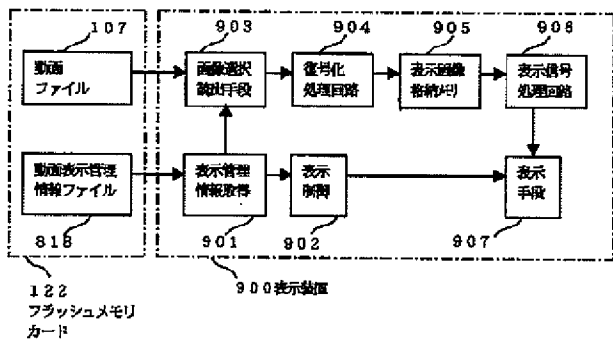 107
903
904
905
906
動画
ファイル
画像選択
読出手段
復号化
処理回路
表示画像
格納メモリ
表示信号
処理回路
動画表示管理
情報ファイル
表示管理
情報取得
表示
制御
表示
手段
818
901
902
907
122
フラッシュメモリ
カード
900表示装置